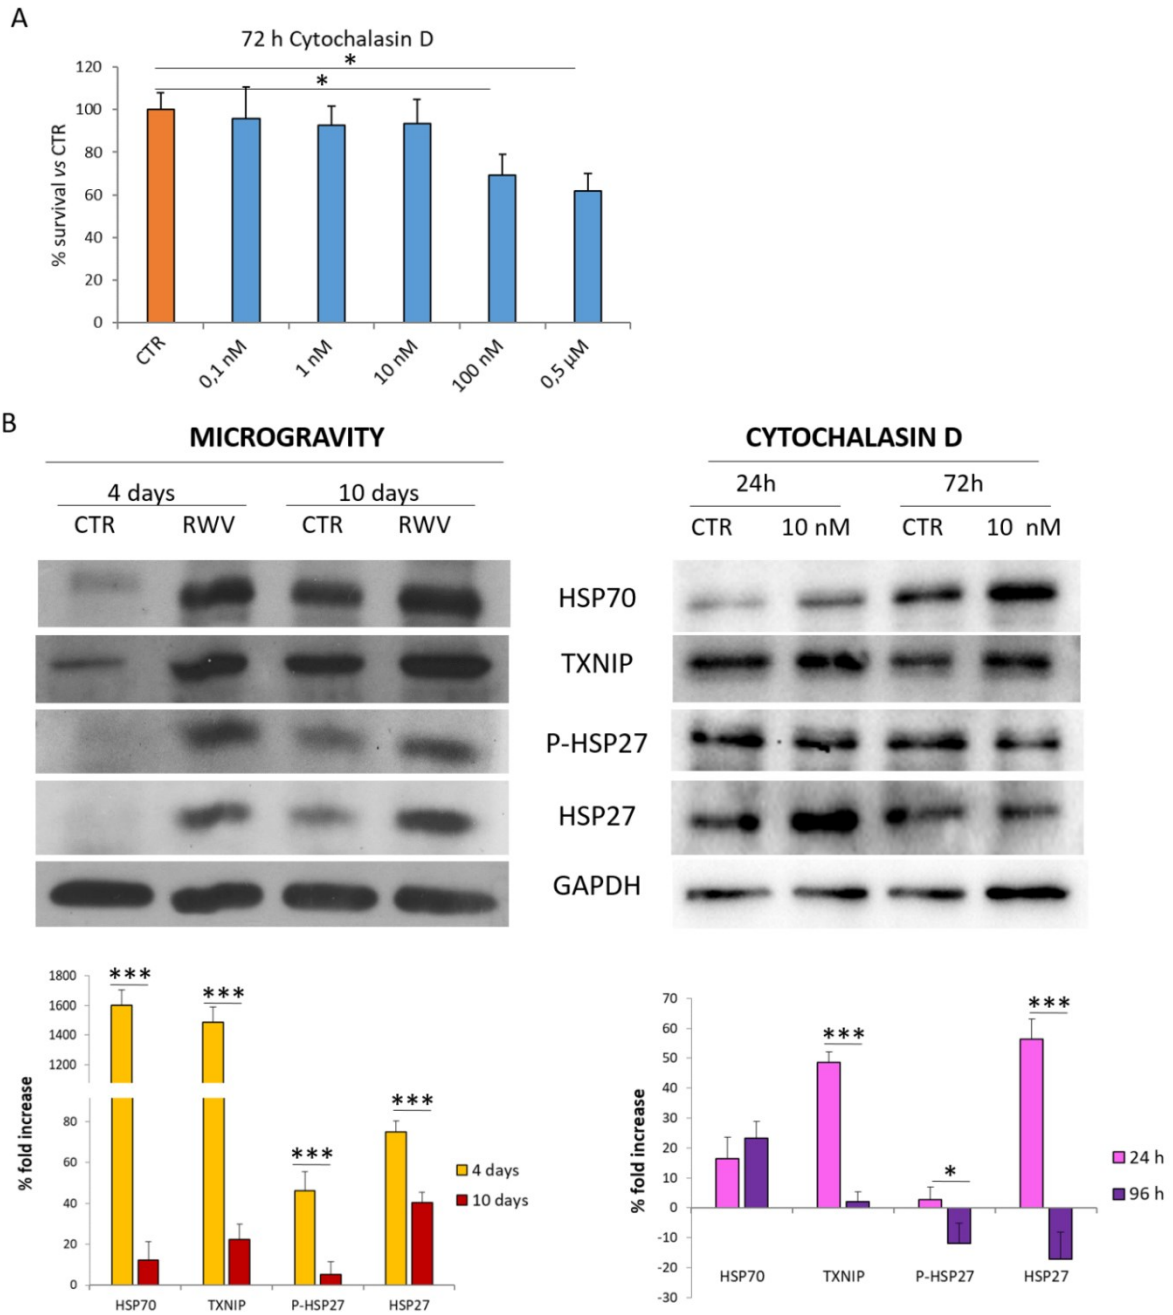 A
72 h Cytochalasin D
*
*
120
100
80
60
40
20
0
% survival vs CTR
CTR
0,1 nM
1 nM
10 nM
100 nM
0,5 µM
B
MICROGRAVITY
4 days
10 days
CTR
RWV
CTR
RWV
CYTOCHALASIN D
24h
72h
CTR
10 nM
CTR
10 nM
HSP70
TXNIP
P-HSP27
HSP27
GAPDH
1800
1600
1400
1200
80
60
40
20
0
% fold increase
***
***
***
***
4 days
10 days
HSP70
TXNIP
P-HSP27
HSP27
70
60
50
40
30
20
10
0
-10
-20
-30
% fold increase
***
*
***
24 h
96 h
HSP70
TXNIP
P-HSP27
HSP27